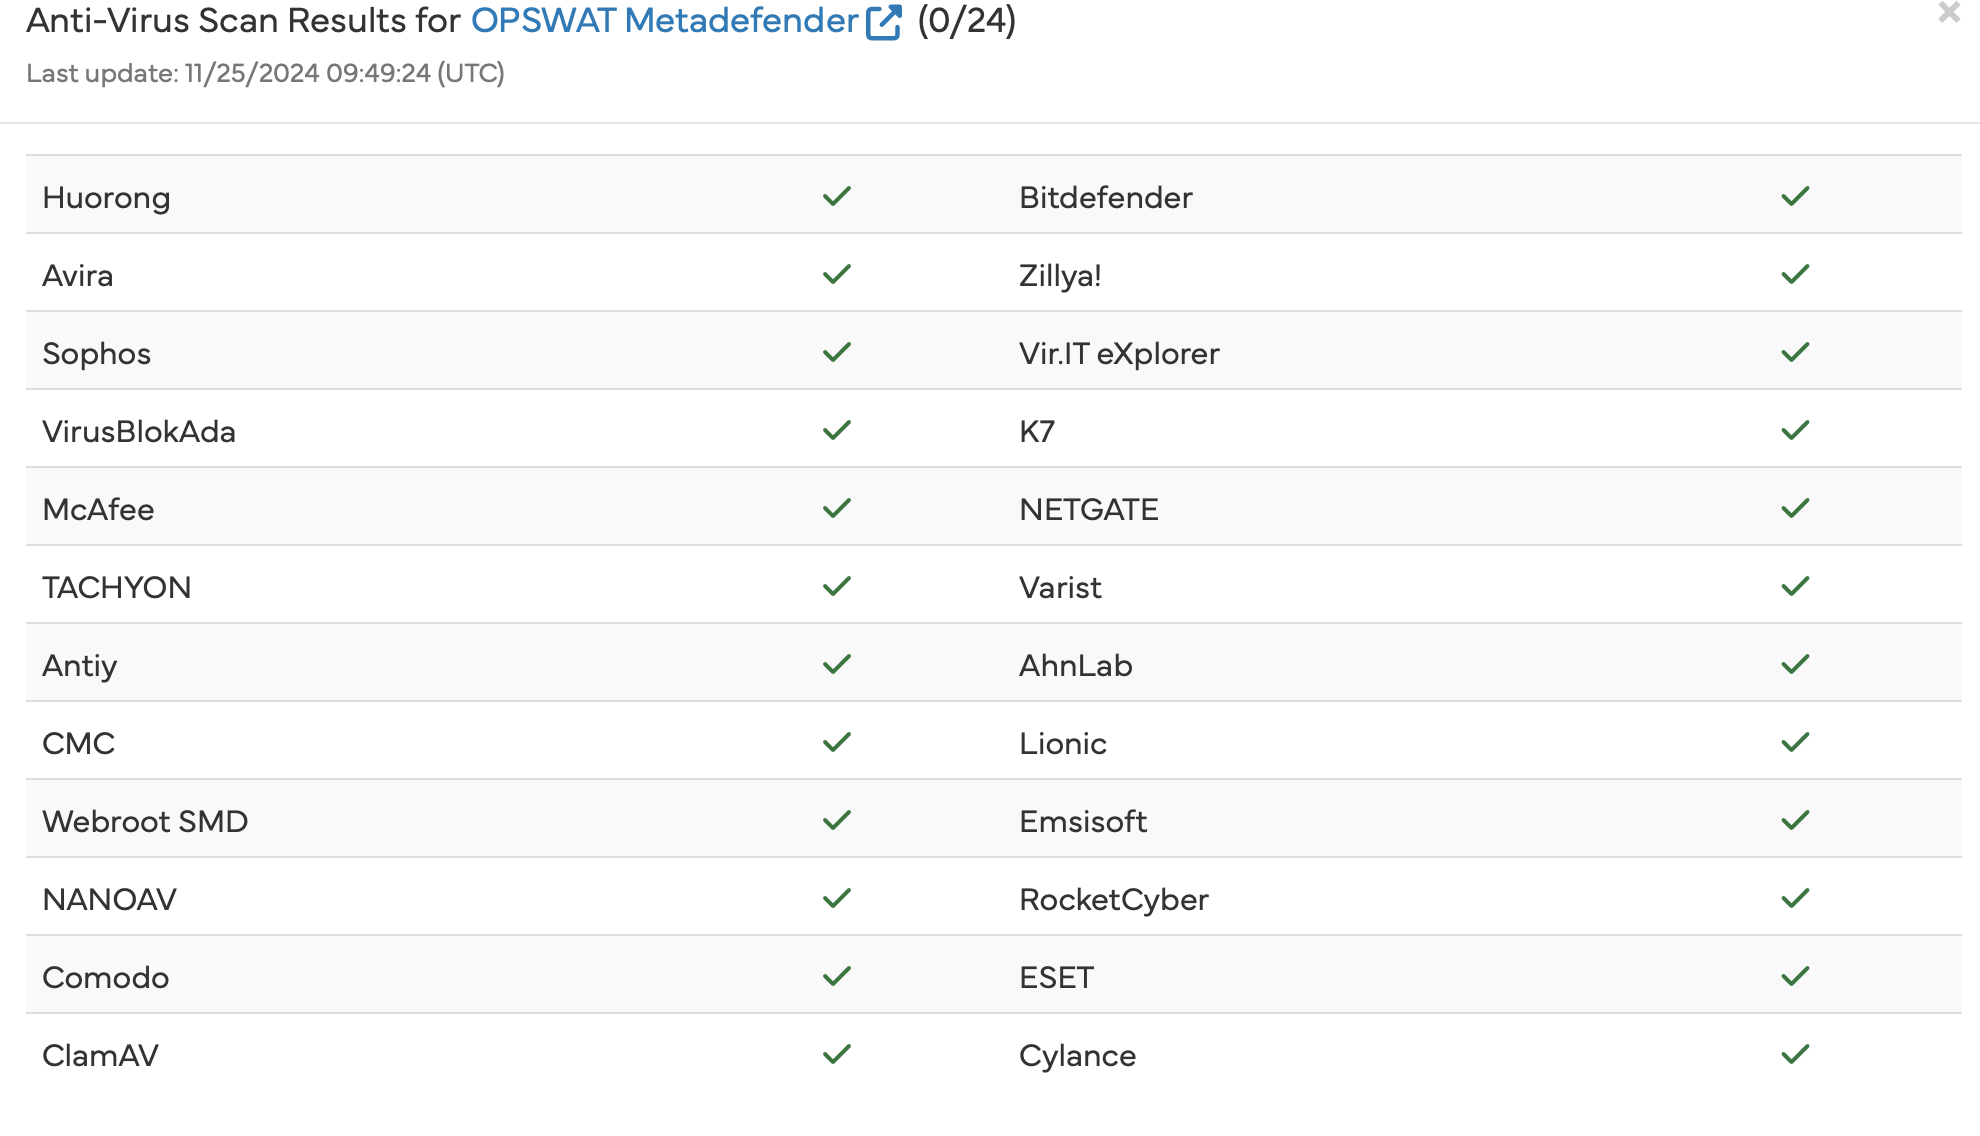 Anti-Virus Scan Results for OPSWAT Metadefender (0/24)
Last update: 11/25/2024 09:49:24 (UTC)
Huorong Bitdefender
Avira Zillya!
Sophos Vir.IT eXplorer
VirusBlokAda K7
McAfee NETGATE
TACHYON Varist
Antiy AhnLab
CMC Lionic
Webroot SMD Emsisoft
NANOAV RocketCyber
Comodo ESET
ClamAV Cylance